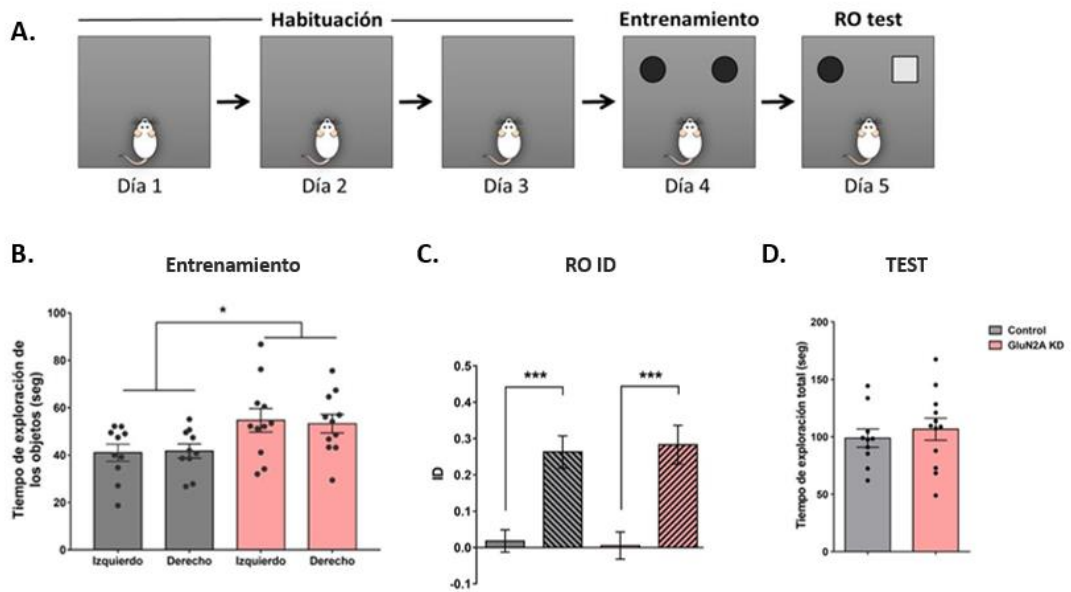 A.
Habituación
Entrenamiento
RO test
Día 1
Día 2
Día 3
Día 4
Día 5
B.
Entrenamiento
Tiempo de exploración de
los objetos (seg)
100
80
60
40
20
0
*
Izquierdo
Derecho
Izquierdo
Derecho
C.
RO ID
ID
0.5
0.4
0.3
0.2
0.1
0.0
-0.1
***
***
D.
TEST
Tiempo de exploración total (seg)
200
150
100
50
0
Control
GluN2A KD